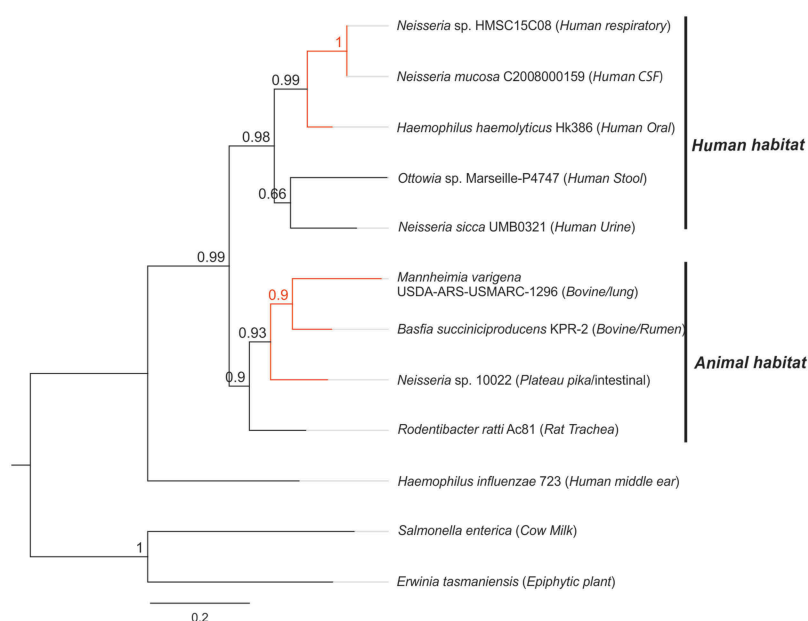 Neisseria sp. HMSC15C08 (Human respiratory)
1
Neisseria mucosa C2008000159 (Human CSF)
0.99
Haemophilus haemolyticus Hk386 (Human Oral)
0.98
Human habitat
Ottowia sp. Marseille-P4747 (Human Stool)
0.66
Neisseria sicca UMB0321 (Human Urine)
0.99
Mannheimia varigena
USDA-ARS-USMARC-1296 (Bovine/lung)
0.9
Basfia succiniciproducens KPR-2 (Bovine/Rumen)
0.93
Animal habitat
Neisseria sp. 10022 (Plateau pika/intestinal)
0.9
Rodentibacter ratti Ac81 (Rat Trachea)
Haemophilus influenzae 723 (Human middle ear)
Salmonella enterica (Cow Milk)
1
Erwinia tasmaniensis (Epiphytic plant)
0.2